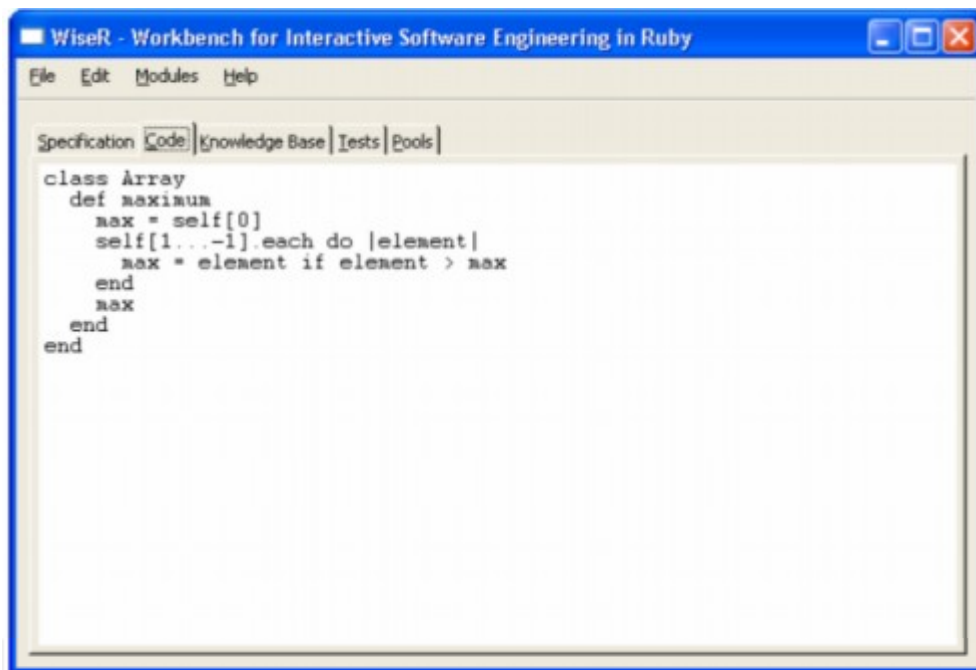 WiseR - Workbench for Interactive Software Engineering in Ruby
File Edit Modules Help
Specification Code Knowledge Base Tests Pools
class Array
  def maximum
    max = self[0]
    self[1...-1].each do |element|
      max = element if element > max
    end
    max
  end
end